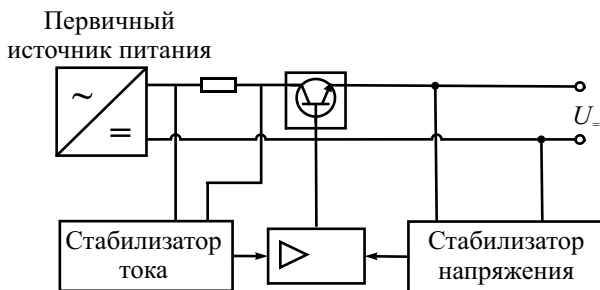 Первичный
источник питания
~
=
U=
Стабилизатор
тока
Стабилизатор
напряжения